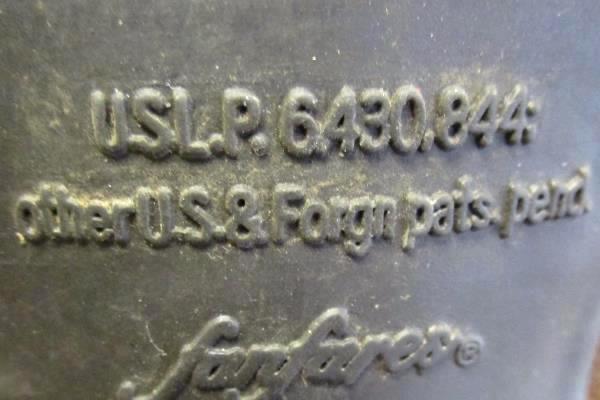 U.S.L.P. 6,430,844;
other U.S. & Forgn pats. pend.
fanfares®